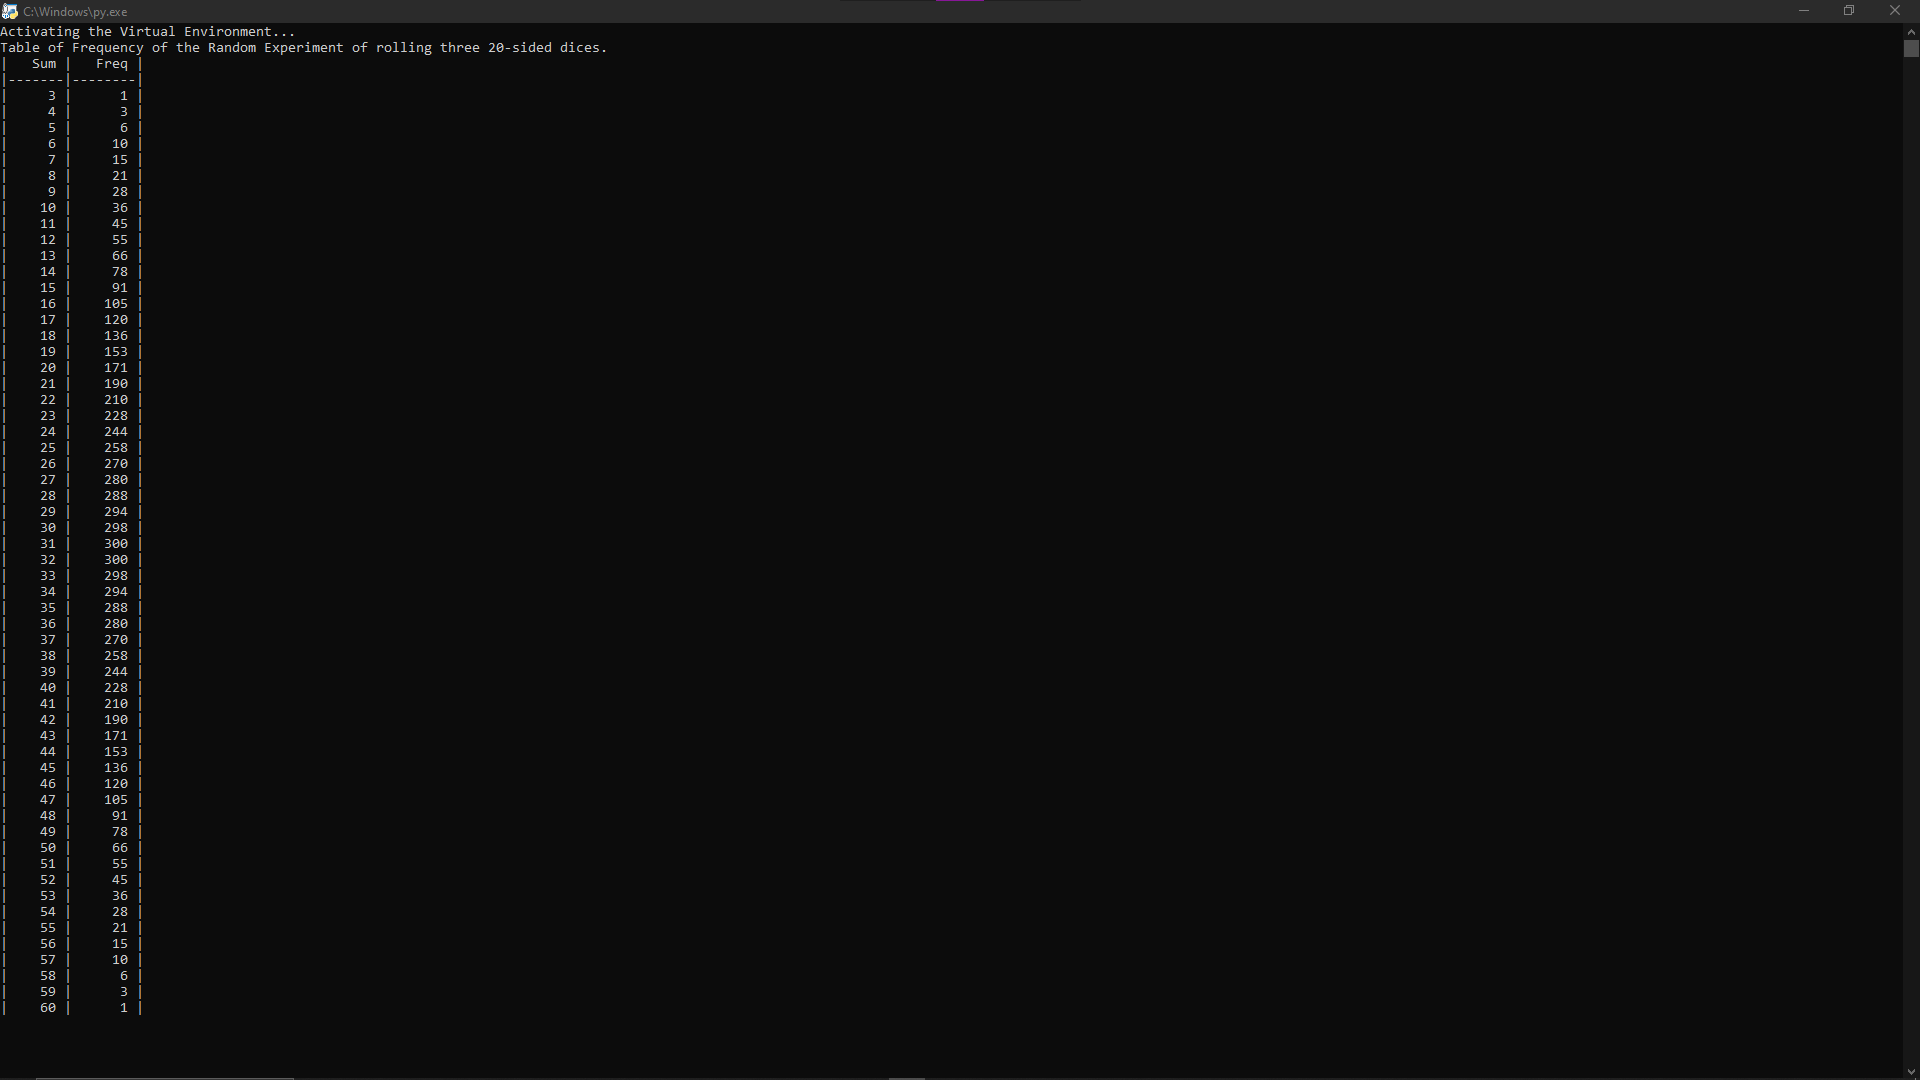 C:\Windows\py.exe
Activating the Virtual Environment...
Table of Frequency of the Random Experiment of rolling three 20-sided dices.
|   Sum |   Freq |
|-------|--------|
|     3 |      1 |
|     4 |      3 |
|     5 |      6 |
|     6 |     10 |
|     7 |     15 |
|     8 |     21 |
|     9 |     28 |
|    10 |     36 |
|    11 |     45 |
|    12 |     55 |
|    13 |     66 |
|    14 |     78 |
|    15 |     91 |
|    16 |    105 |
|    17 |    120 |
|    18 |    136 |
|    19 |    153 |
|    20 |    171 |
|    21 |    190 |
|    22 |    210 |
|    23 |    228 |
|    24 |    244 |
|    25 |    258 |
|    26 |    270 |
|    27 |    280 |
|    28 |    288 |
|    29 |    294 |
|    30 |    298 |
|    31 |    300 |
|    32 |    300 |
|    33 |    298 |
|    34 |    294 |
|    35 |    288 |
|    36 |    280 |
|    37 |    270 |
|    38 |    258 |
|    39 |    244 |
|    40 |    228 |
|    41 |    210 |
|    42 |    190 |
|    43 |    171 |
|    44 |    153 |
|    45 |    136 |
|    46 |    120 |
|    47 |    105 |
|    48 |     91 |
|    49 |     78 |
|    50 |     66 |
|    51 |     55 |
|    52 |     45 |
|    53 |     36 |
|    54 |     28 |
|    55 |     21 |
|    56 |     15 |
|    57 |     10 |
|    58 |      6 |
|    59 |      3 |
|    60 |      1 |